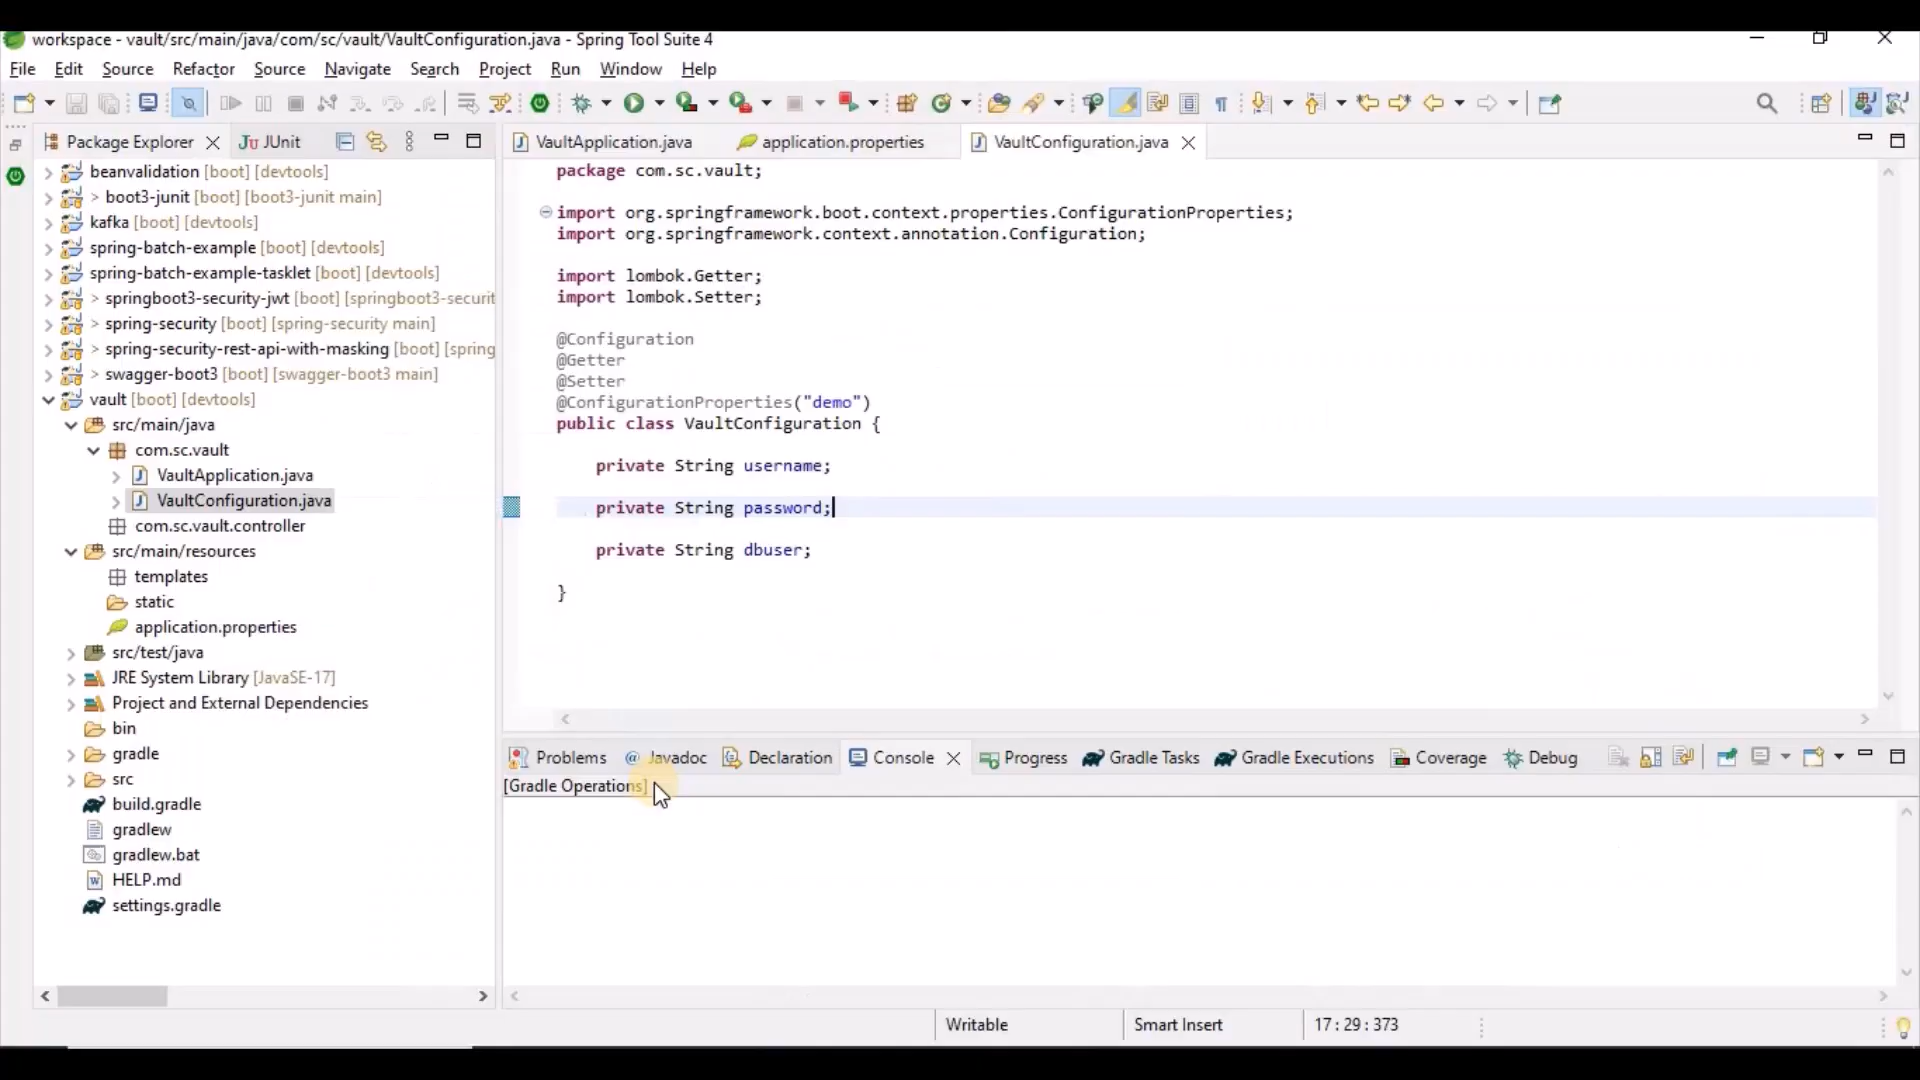 workspace - vault/src/main/java/com/sc/vault/VaultConfiguration.java - Spring Tool Suite 4
File Edit Source Refactor Source Navigate Search Project Run Window Help
Package Explorer
JUnit
beanvalidation [boot] [devtools]
> boot3-junit [boot] [boot3-junit main]
kafka [boot] [devtools]
spring-batch-example [boot] [devtools]
spring-batch-example-tasklet [boot] [devtools]
> springboot3-security-jwt [boot] [springboot3-securit
> spring-security [boot] [spring-security main]
> spring-security-rest-api-with-masking [boot] [spring
> swagger-boot3 [boot] [swagger-boot3 main]
vault [boot] [devtools]
src/main/java
com.sc.vault
VaultApplication.java
VaultConfiguration.java
com.sc.vault.controller
src/main/resources
templates
static
application.properties
src/test/java
JRE System Library [JavaSE-17]
Project and External Dependencies
bin
gradle
src
build.gradle
gradlew
gradlew.bat
HELP.md
settings.gradle
VaultApplication.java application.properties VaultConfiguration.java
package com.sc.vault;
import org.springframework.boot.context.properties.ConfigurationProperties;
import org.springframework.context.annotation.Configuration;
import lombok.Getter;
import lombok.Setter;
@Configuration
@Getter
@Setter
@ConfigurationProperties("demo")
public class VaultConfiguration {
private String username;
private String password;
private String dbuser;
}
Problems @ Javadoc Declaration Console Progress Gradle Tasks Gradle Executions Coverage Debug
[Gradle Operations]
Writable Smart Insert 17 : 29 : 373